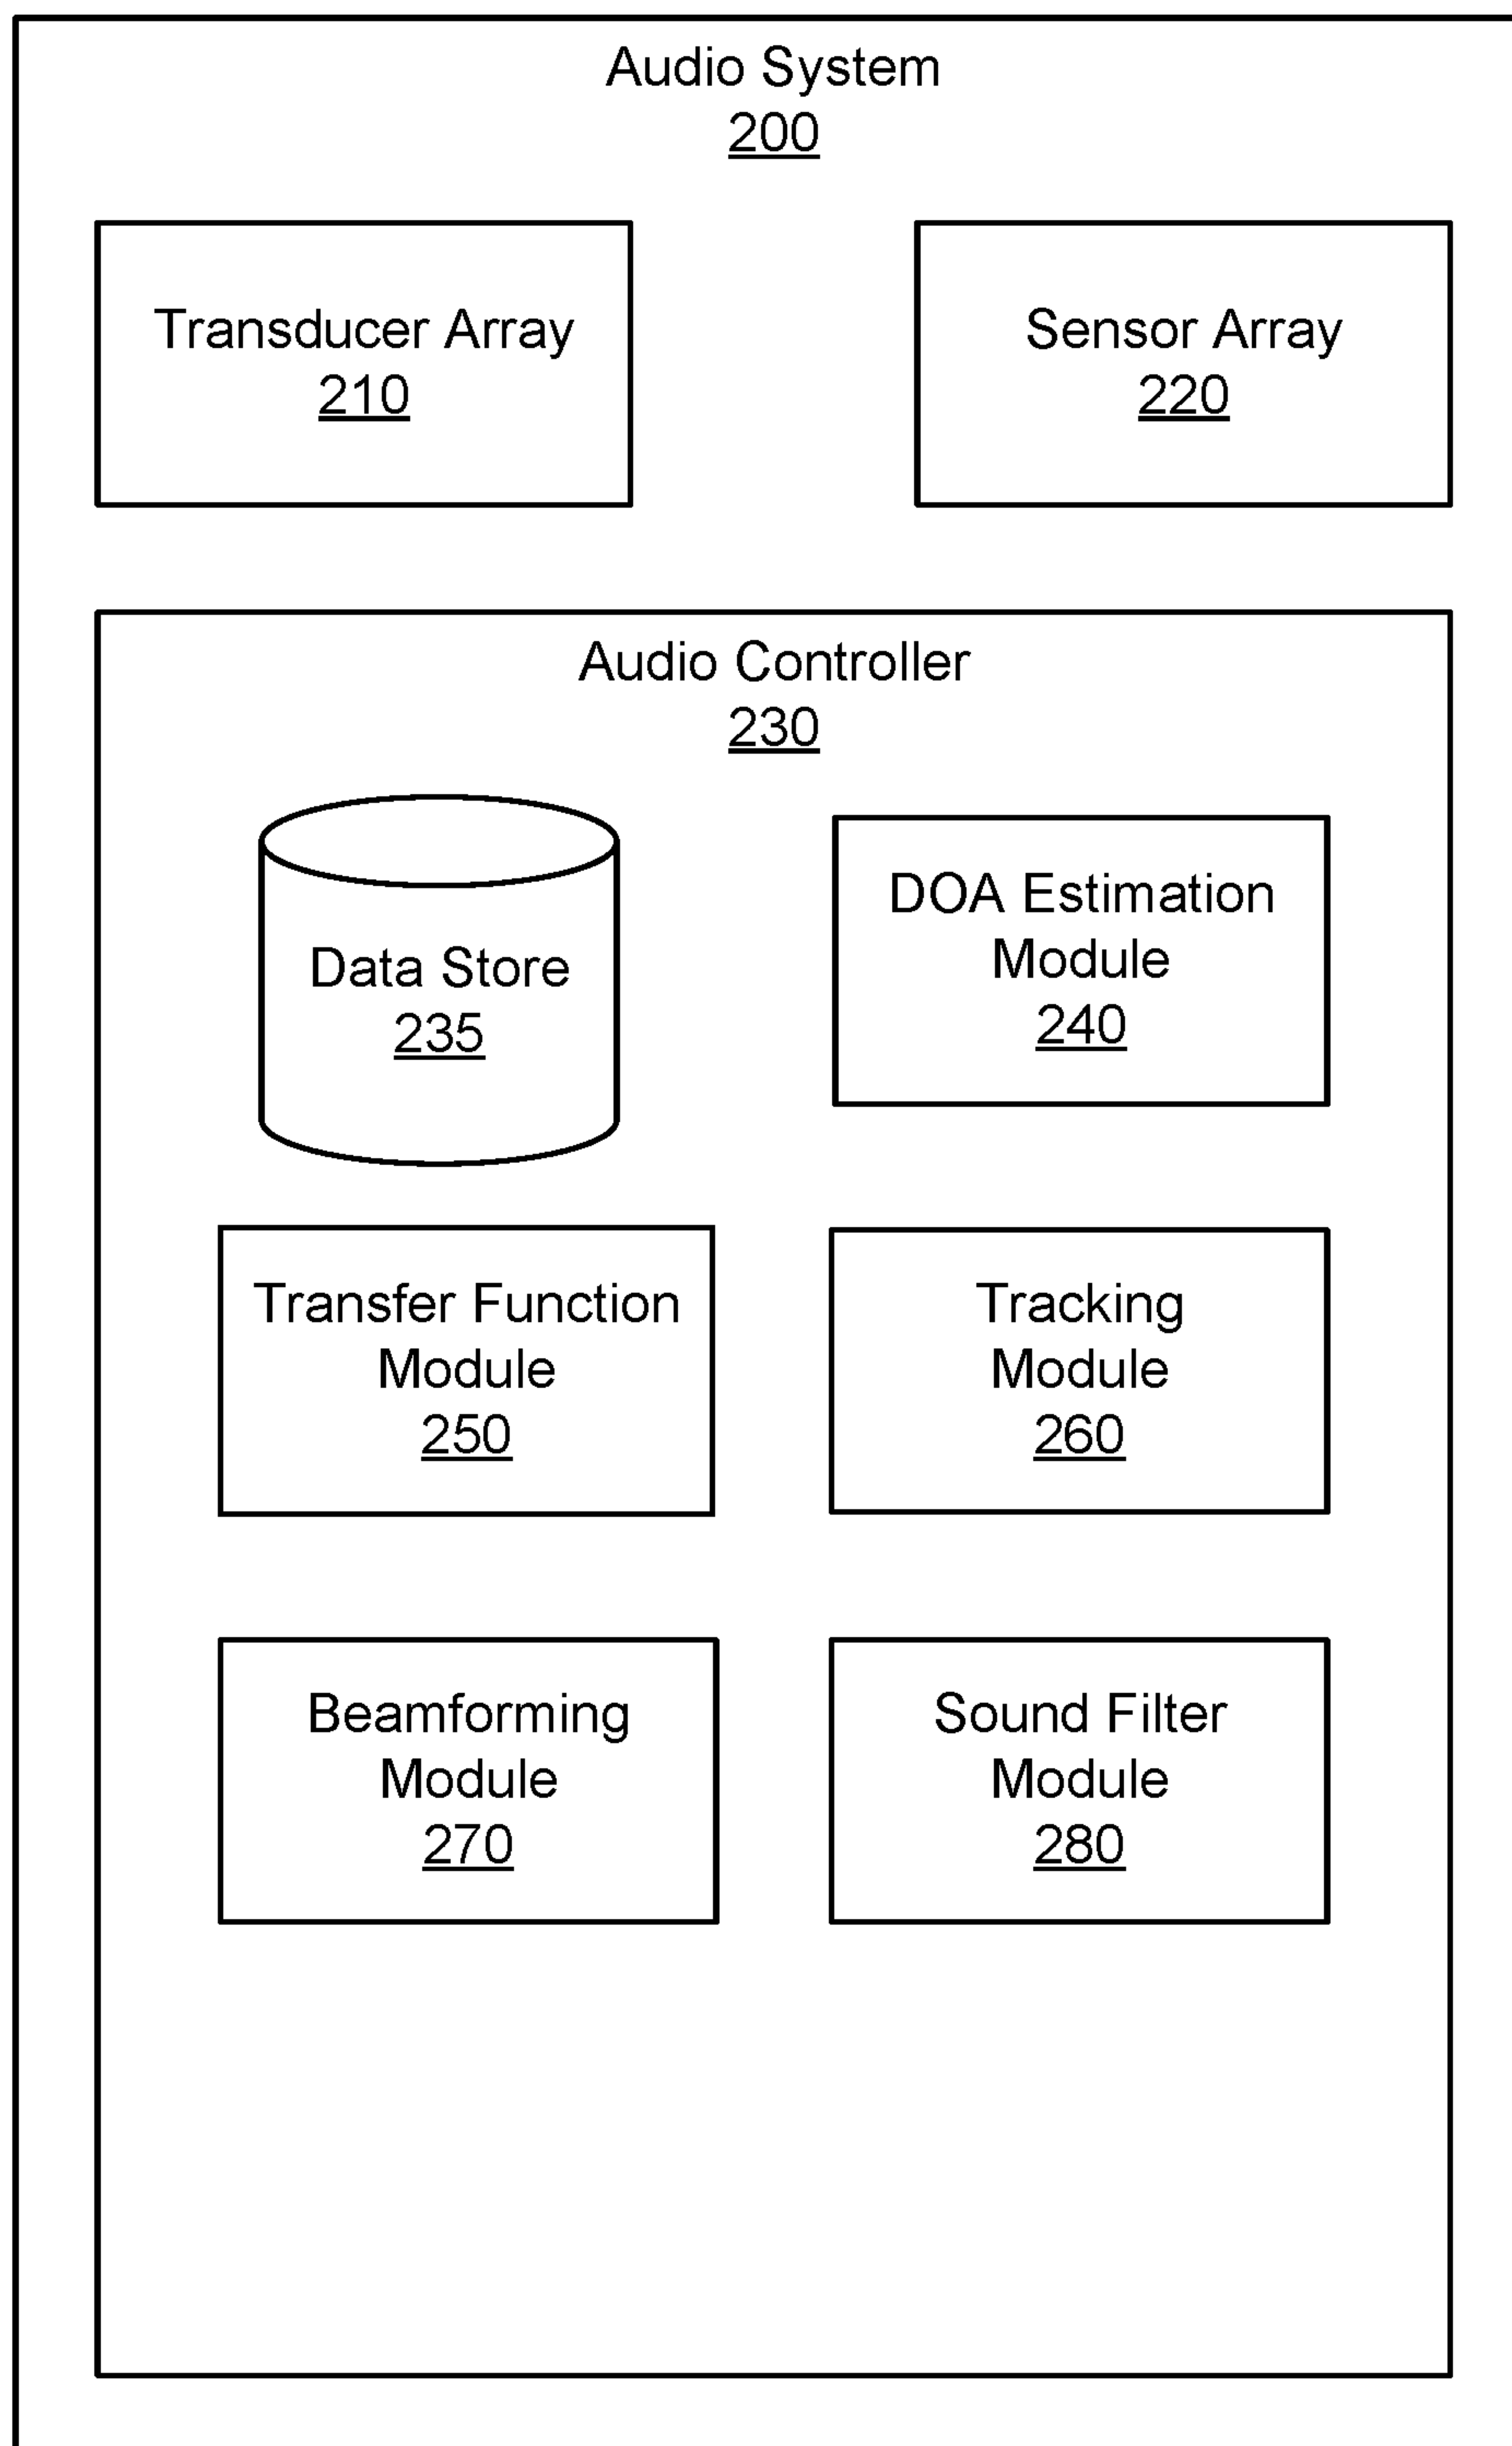 Audio System
200
Transducer Array
210
Sensor Array
220
Audio Controller
230
Data Store
235
DOA Estimation
Module
240
Transfer Function
Module
250
Tracking
Module
260
Beamforming
Module
270
Sound Filter
Module
280